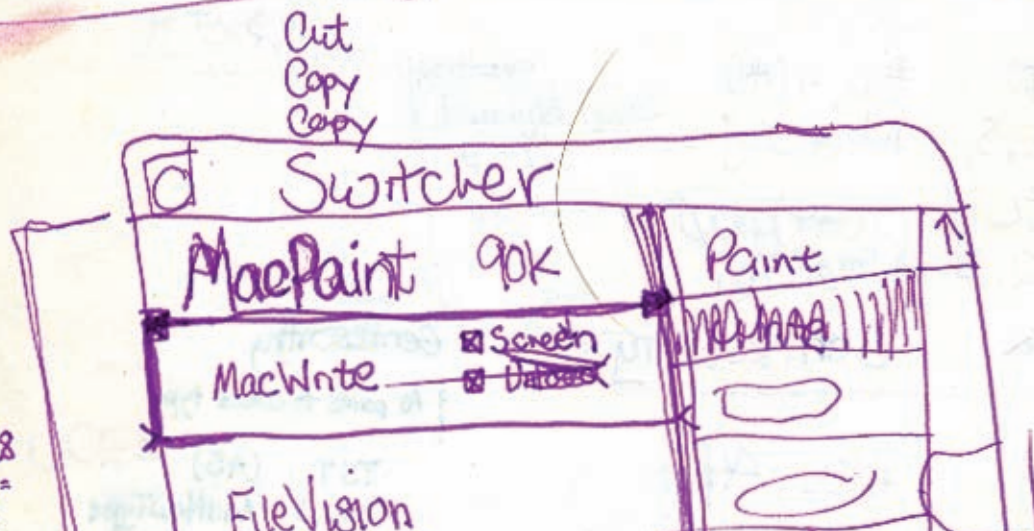 Cut
Copy
Copy
Switcher
MacPaint 90K
Paint
Screen
MacWrite
FileVision